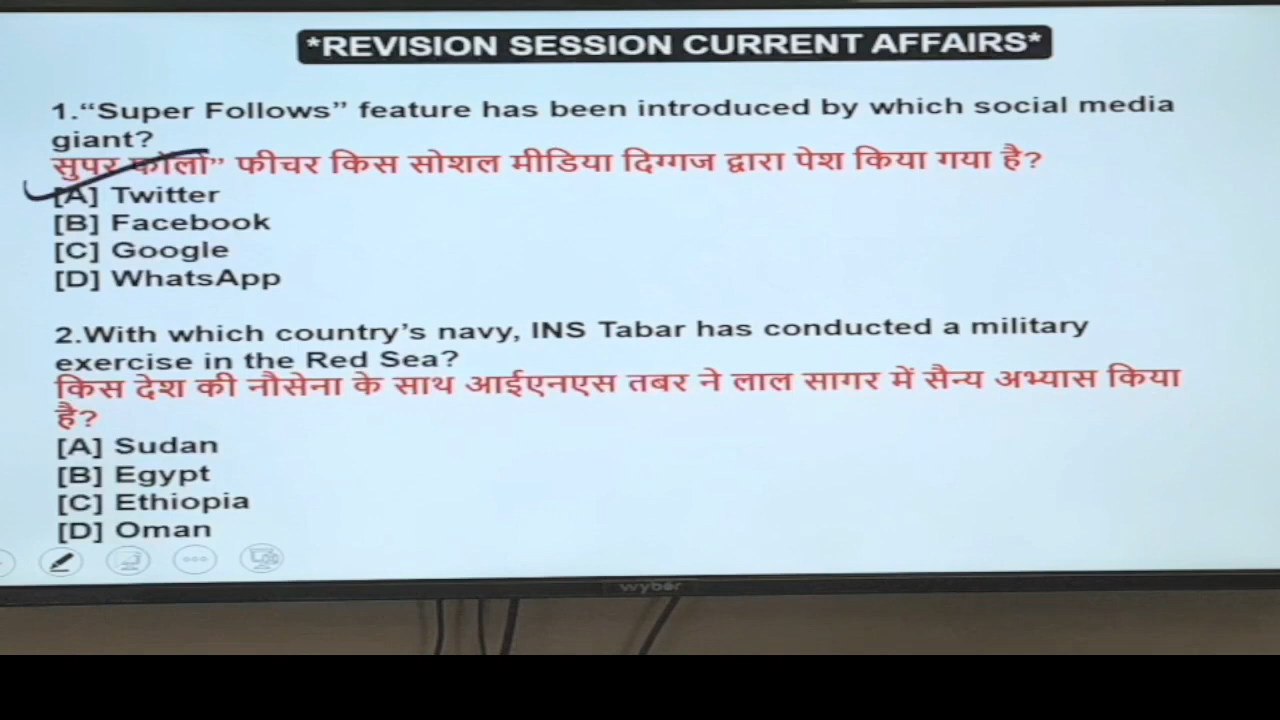 *REVISION SESSION CURRENT AFFAIRS*
1.“Super Follows” feature has been introduced by which social media
giant?
सुपर फॉलो” फीचर किस सोशल मीडिया दिग्गज द्वारा पेश किया गया है?
[A] Twitter
[B] Facebook
[C] Google
[D] WhatsApp
2.With which country’s navy, INS Tabar has conducted a military
exercise in the Red Sea?
किस देश की नौसेना के साथ आईएनएस तबर ने लाल सागर में सैन्य अभ्यास किया
है?
[A] Sudan
[B] Egypt
[C] Ethiopia
[D] Oman
wybor